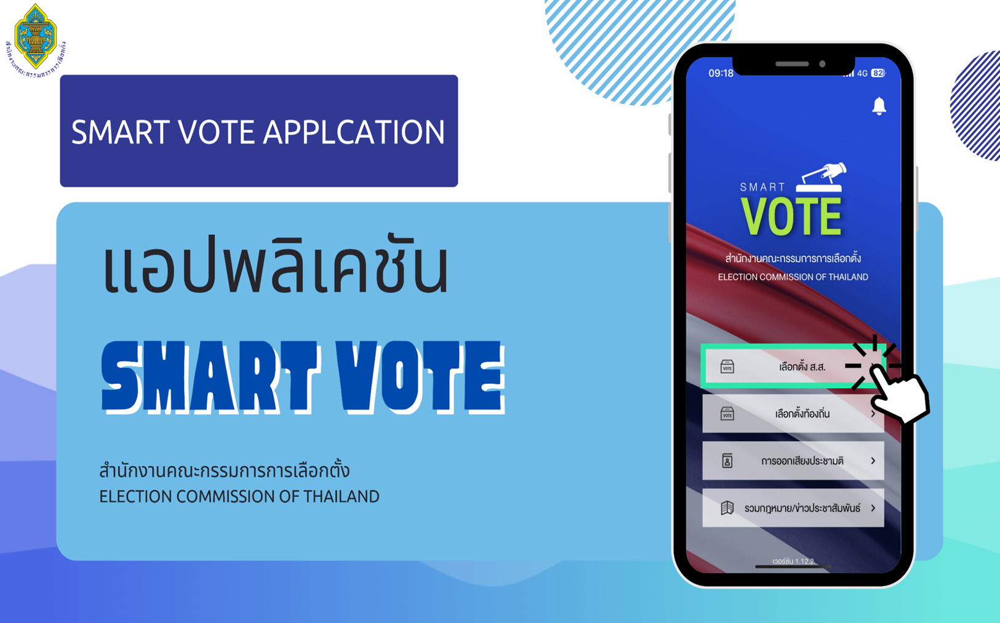 สำนักงานคณะกรรมการการเลือกตั้ง
SMART VOTE APPLCATION
แอปพลิเคชัน
SMART VOTE
สำนักงานคณะกรรมการการเลือกตั้ง
ELECTION COMMISSION OF THAILAND
09:18
4G 82
SMART
VOTE
สำนักงานคณะกรรมการการเลือกตั้ง
ELECTION COMMISSION OF THAILAND
VOTE เลือกตั้ง ส.ส.
VOTE เลือกตั้งท้องถิ่น
การออกเสียงประชามติ
รวมกฎหมาย/ข่าวประชาสัมพันธ์
เวอร์ชัน 1.12.2